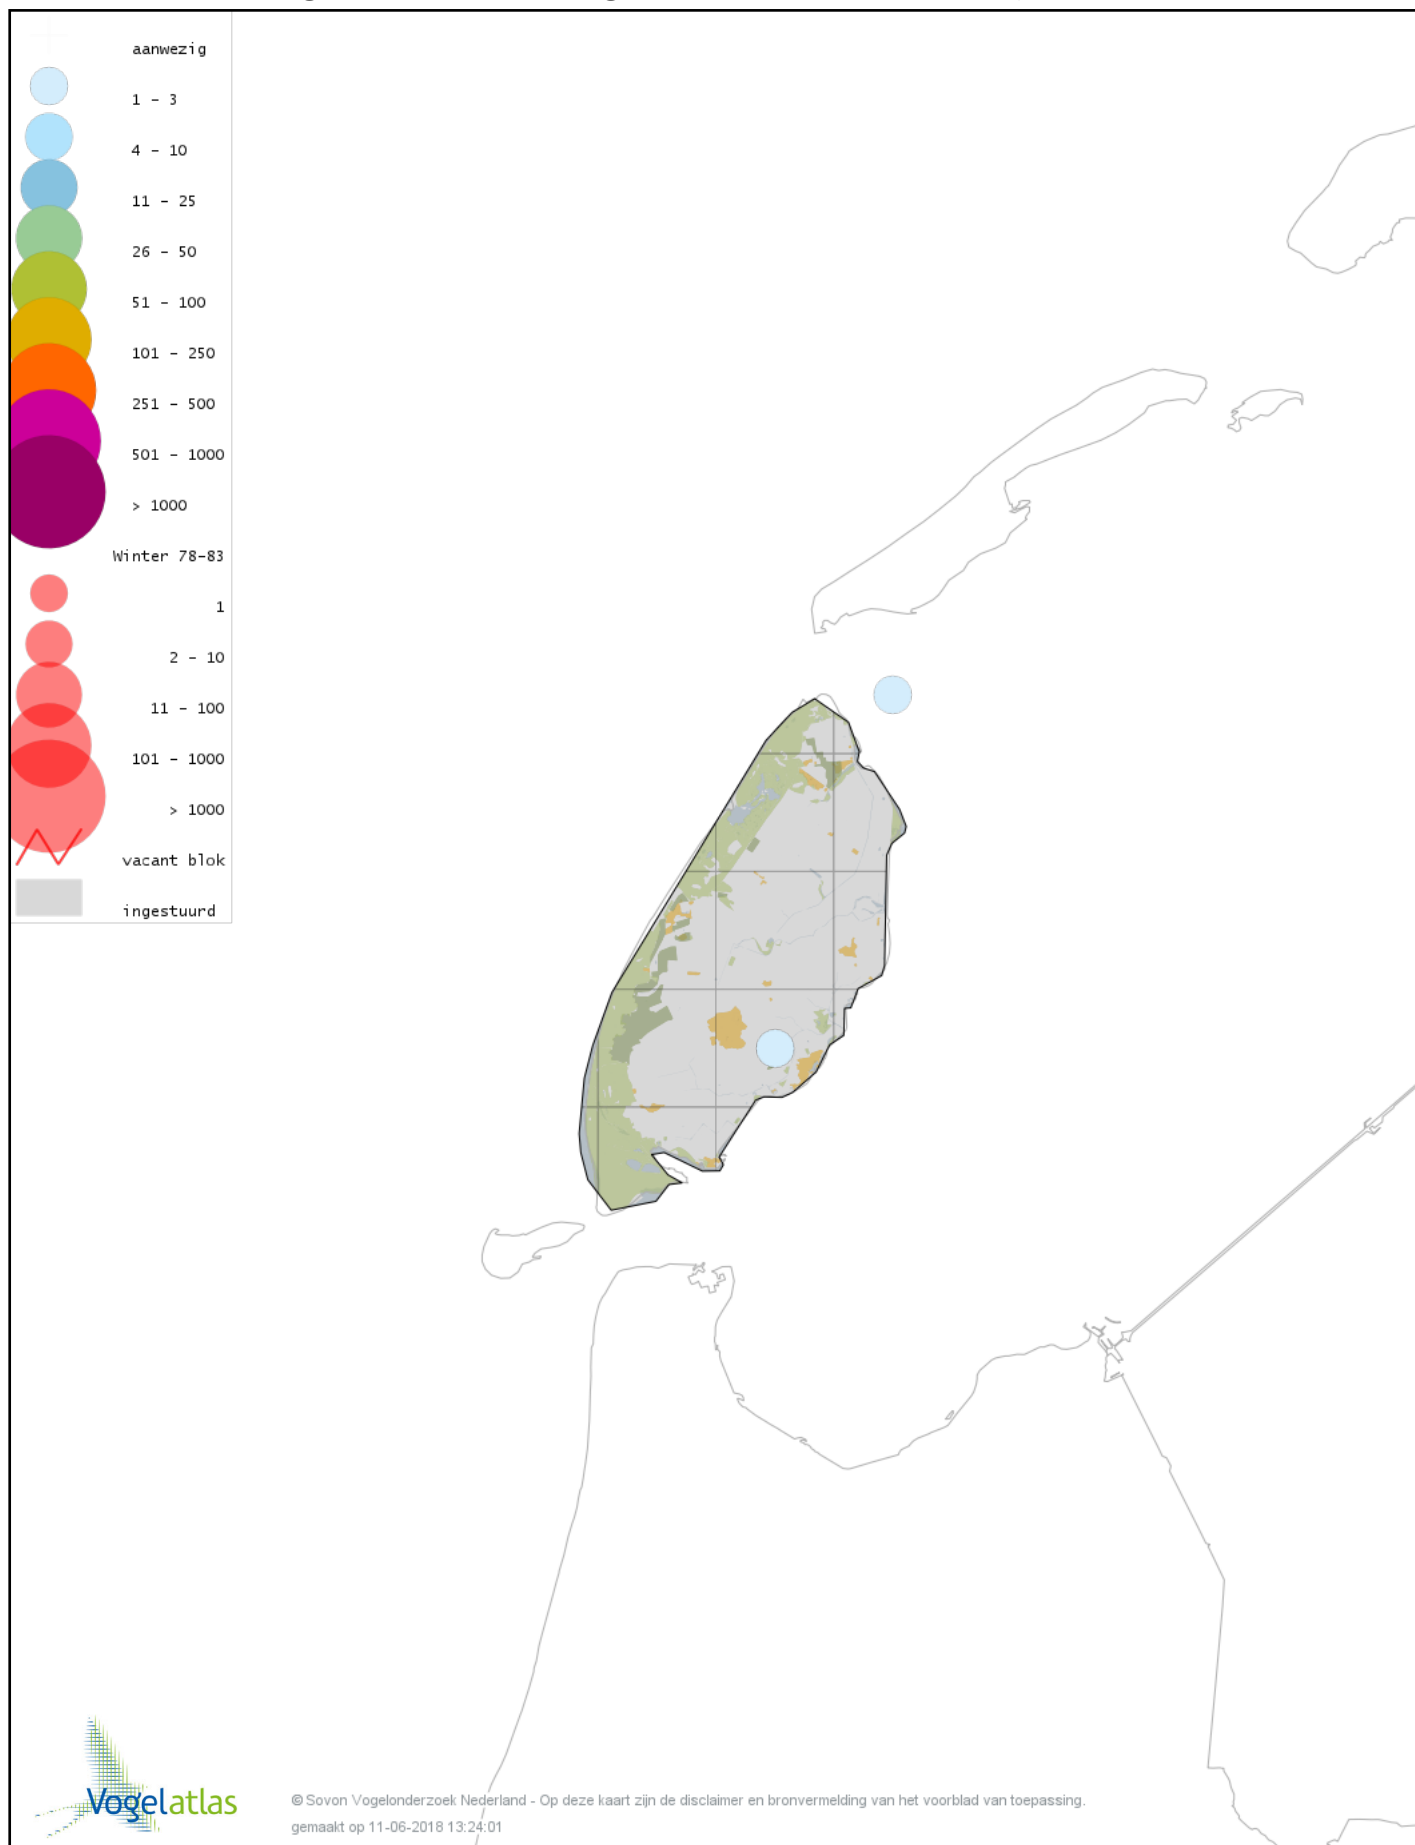 aanwezig
1 - 3
4 - 10
11 - 25
26 - 50
51 - 100
101 - 250
251 - 500
501 - 1000
> 1000
Winter 78-83
1
2 - 10
11 - 100
101 - 1000
> 1000
vacant blok
ingestuurd
Vogelatlas
© Sovon Vogelonderzoek Nederland - Op deze kaart zijn de disclaimer en bronvermelding van het voorblad van toepassing.
gemaakt op 11-06-2018 13:24:01